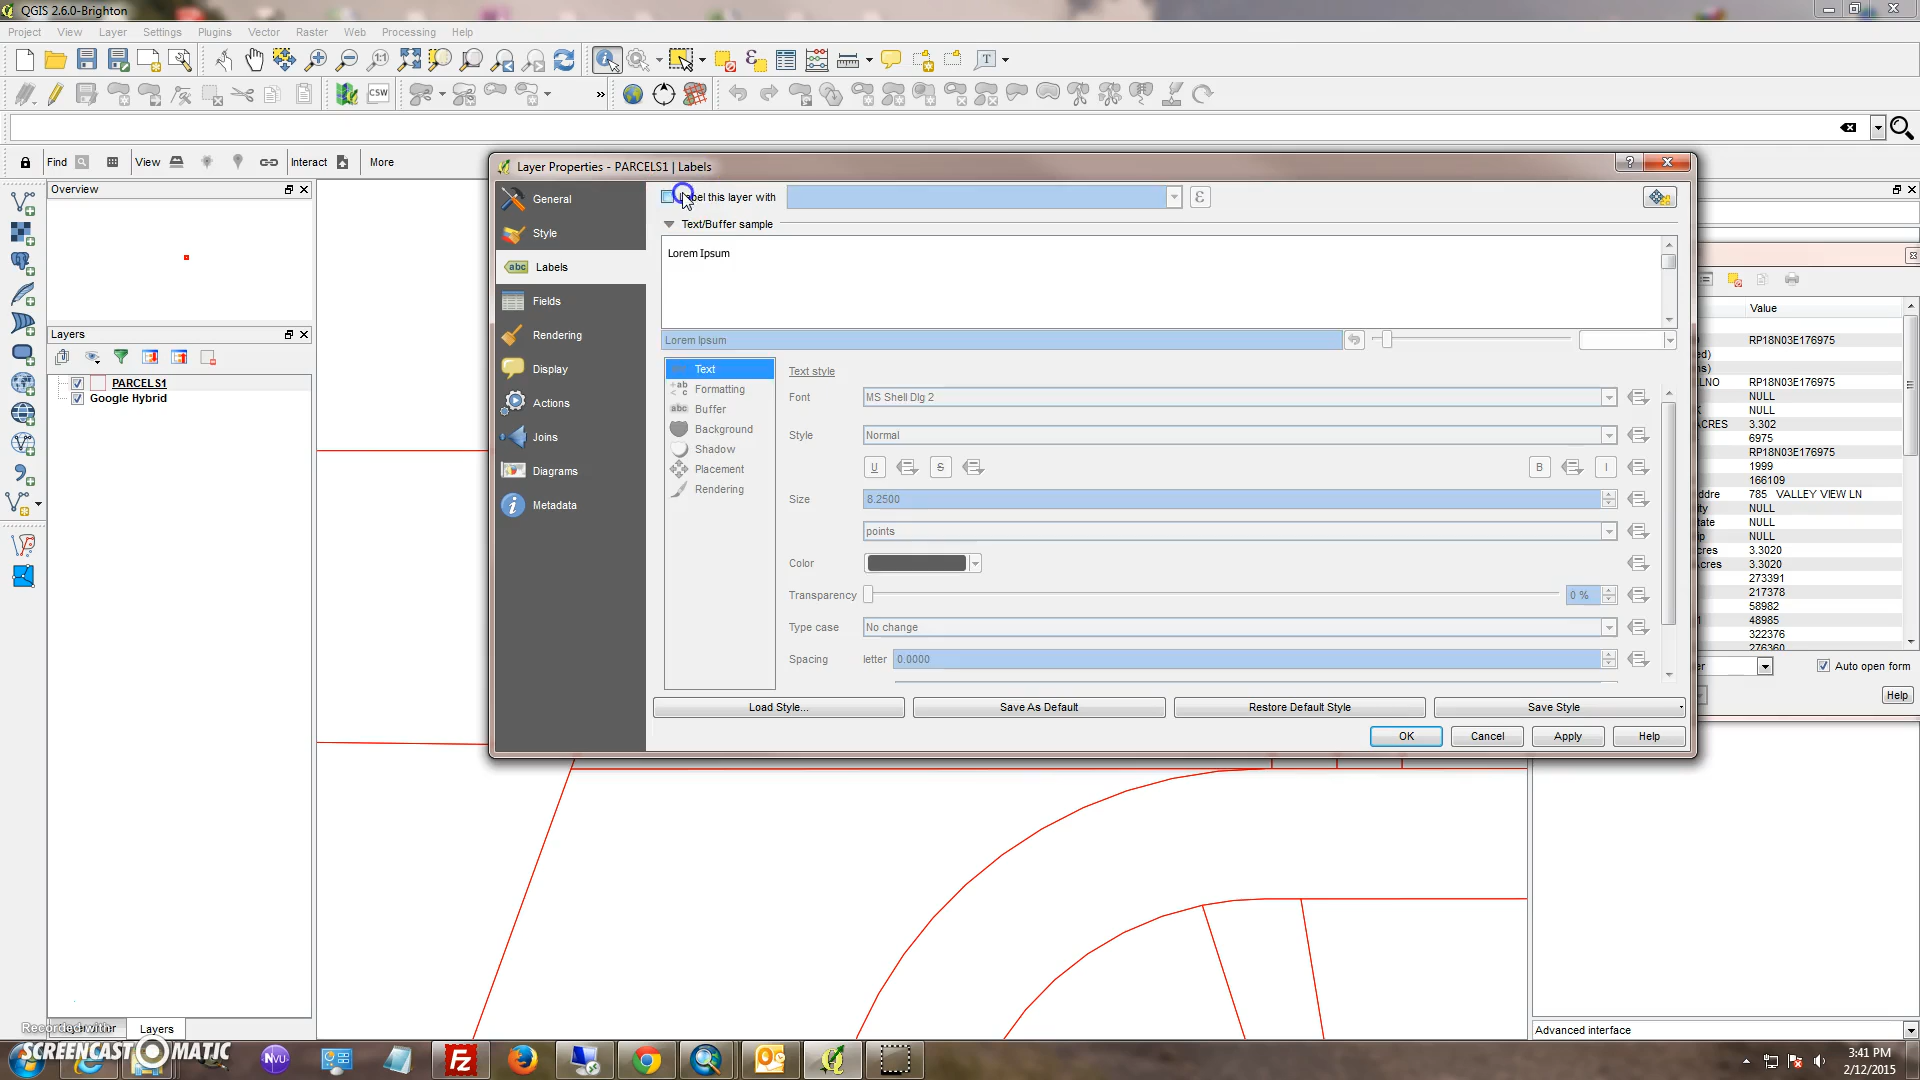 QGIS 2.6.0-Brighton
Project View Layer Settings Plugins Vector Raster Web Processing Help
CSW
»
Find View Interact More
Overview
Layers
PARCELS1
Google Hybrid
Layers
Layer Properties - PARCELS1 | Labels
General
Style
Labels
Fields
Rendering
Display
Actions
Joins
Diagrams
Metadata
this layer with
Text/Buffer sample
Lorem Ipsum
Lorem Ipsum
Text
Formatting
Buffer
Background
Shadow
Placement
Rendering
Text style
Font MS Shell Dlg 2
Style Normal
U S B I
Size 8.2500
points
Color
Transparency 0 %
Type case No change
Spacing letter 0.0000
Load Style... Save As Default Restore Default Style Save Style
OK Cancel Apply Help
Value
RP18N03E176975
RP18N03E176975
NULL
NULL
3.302
6975
RP18N03E176975
1999
166109
785 VALLEY VIEW LN
NULL
NULL
NULL
3.3020
3.3020
273391
217378
58982
48985
322376
276360
Auto open form
Help
Advanced interface
Recorded with
SCREENCAST MATIC
3:41 PM
2/12/2015